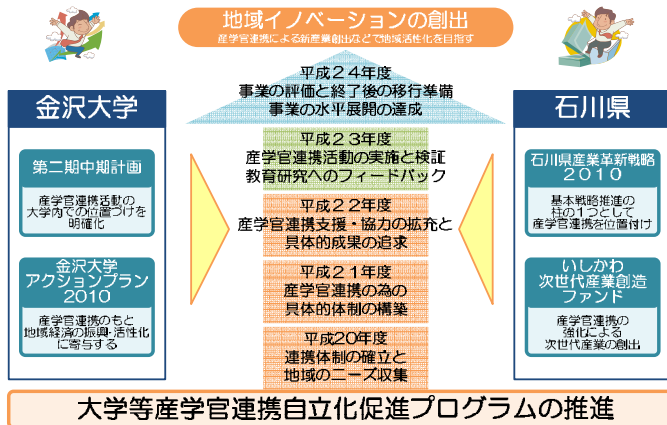 地域イノベーションの創出
産学官連携による新産業創出などで地域活性化を目指す
金沢大学
第二期中期計画
産学官連携活動の
大学内での位置づけを
明確化
金沢大学
アクションプラン
2010
産学官連携のもと
地域経済の振興・活性化
に寄与する
平成24年度
事業の評価と終了後の移行準備
事業の水平展開の達成
平成23年度
産学官連携活動の実施と検証
教育研究へのフィードバック
平成22年度
産学官連携支援・協力の拡充と
具体的成果の追求
平成21年度
産学官連携の為の
具体的体制の構築
平成20年度
連携体制の確立と
地域のニーズ収集
石川県
石川県産業革新戦略
2010
基本戦略推進の
柱の1つとして
産学官連携を位置付け
いしかわ
次世代産業創造
ファンド
産学官連携の
強化による
次世代産業の創出
大学等産学官連携自立化促進プログラムの推進